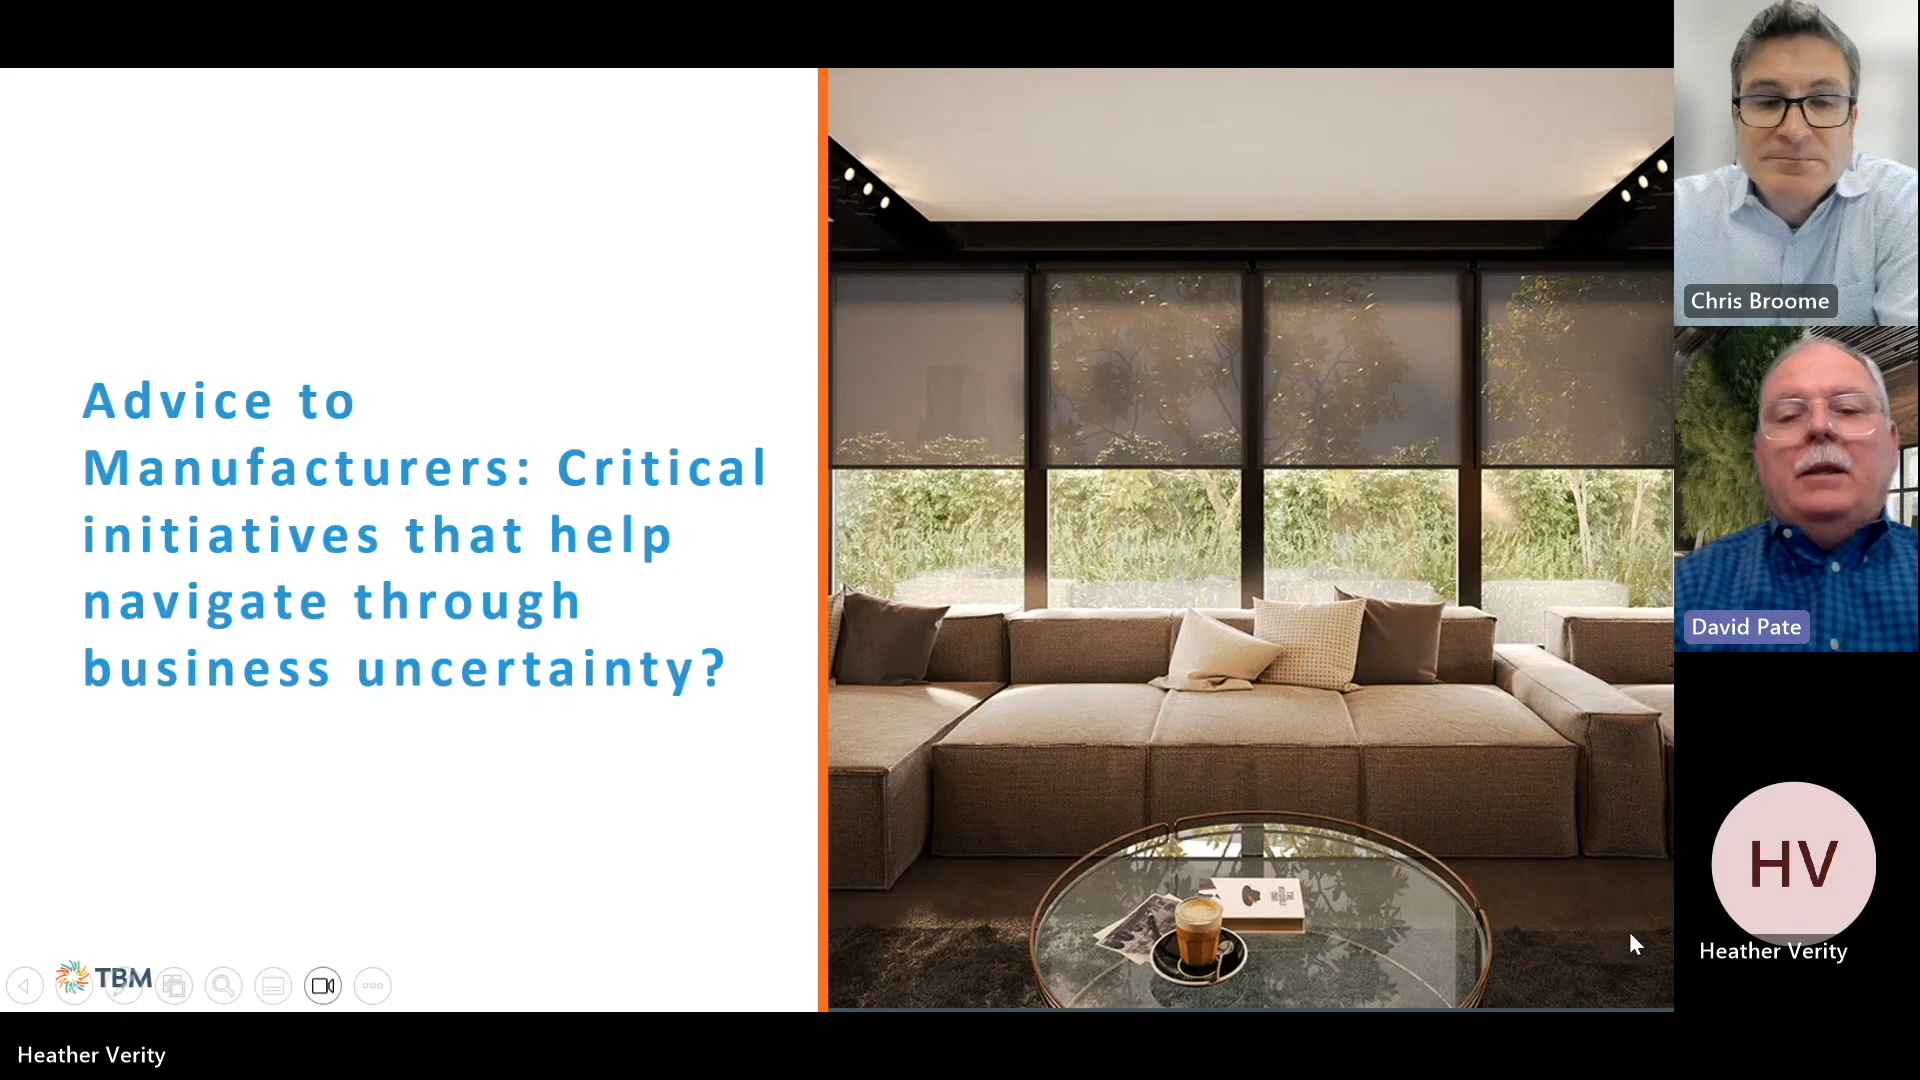 Advice to
Manufacturers: Critical
initiatives that help
navigate through
business uncertainty?
TBM
Chris Broome
David Pate
HV
Heather Verity
Heather Verity